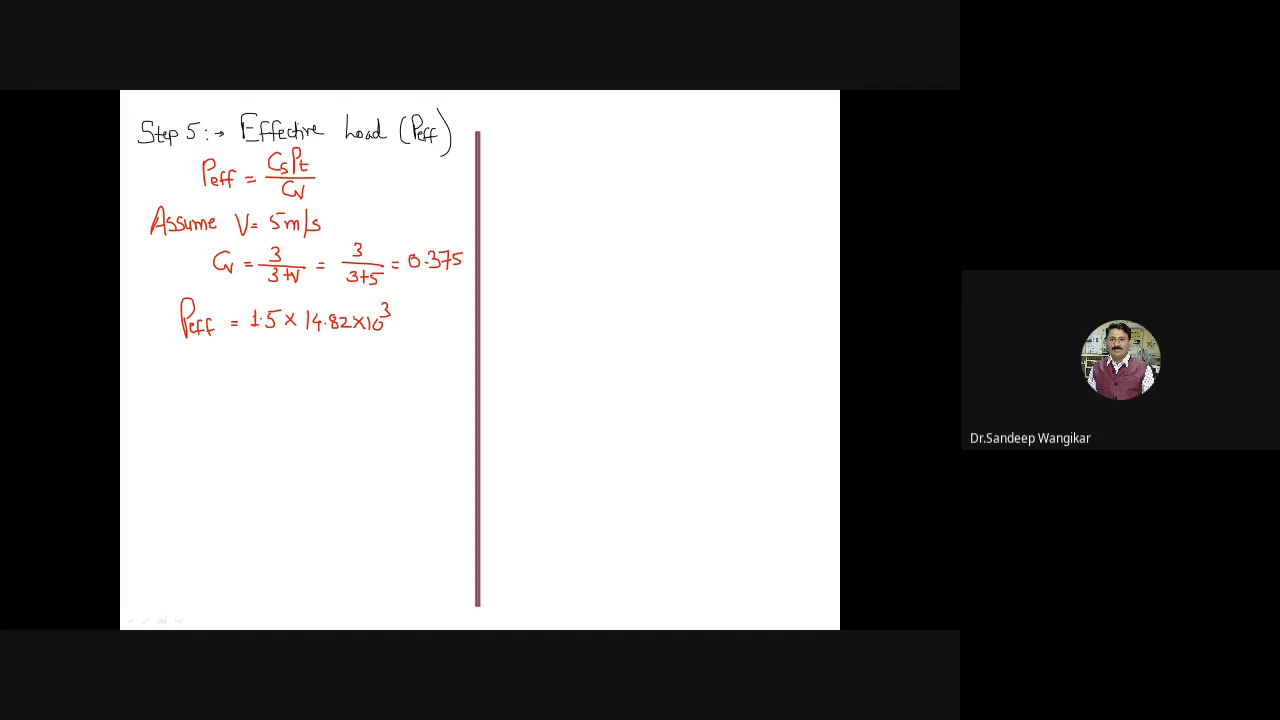 Step 5:→ Effective Load (Peff)
Peff = CsPt / Cv
Assume V= 5m/s
Cv = 3 / 3+V = 3 / 3+5 = 0.375
Peff = 1.5 × 14.82×10³
Dr.Sandeep Wangikar